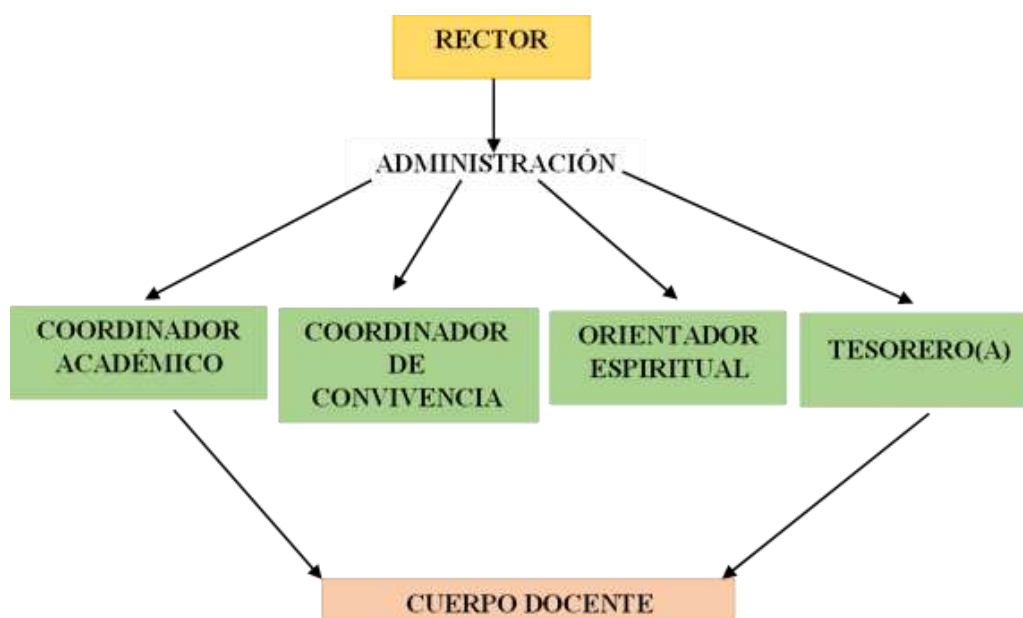 RECTOR
ADMINISTRACIÓN
COORDINADOR
ACADÉMICO
COORDINADOR
DE
CONVIVENCIA
ORIENTADOR
ESPIRITUAL
TESORERO(A)
CUERPO DOCENTE